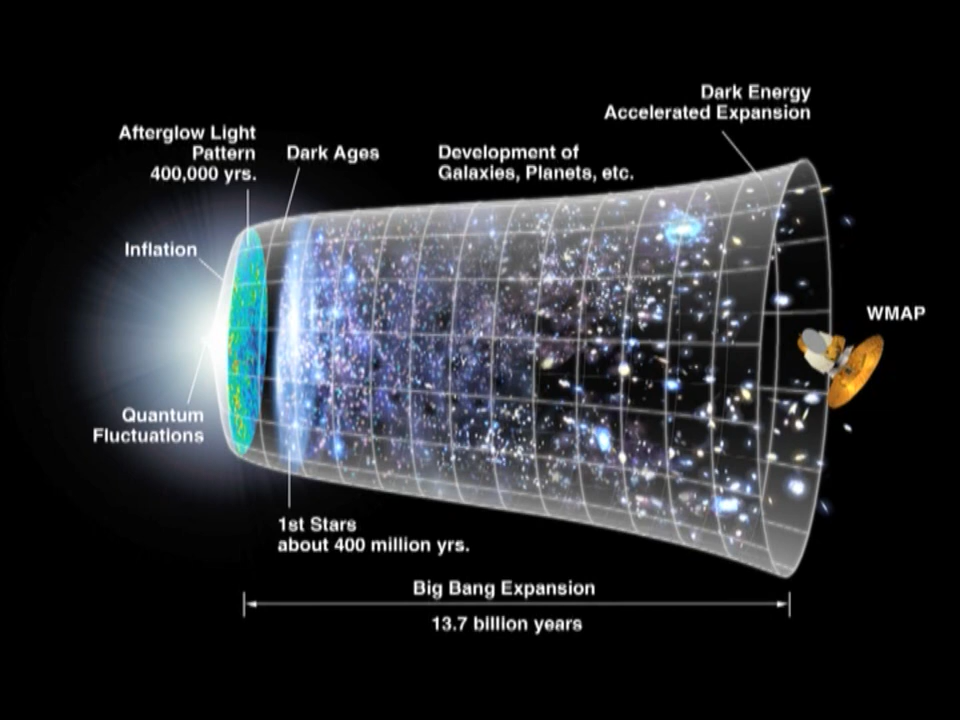 Dark Energy
Accelerated Expansion
Afterglow Light
Pattern
400,000 yrs.
Dark Ages
Development of
Galaxies, Planets, etc.
Inflation
WMAP
Quantum
Fluctuations
1st Stars
about 400 million yrs.
Big Bang Expansion
13.7 billion years